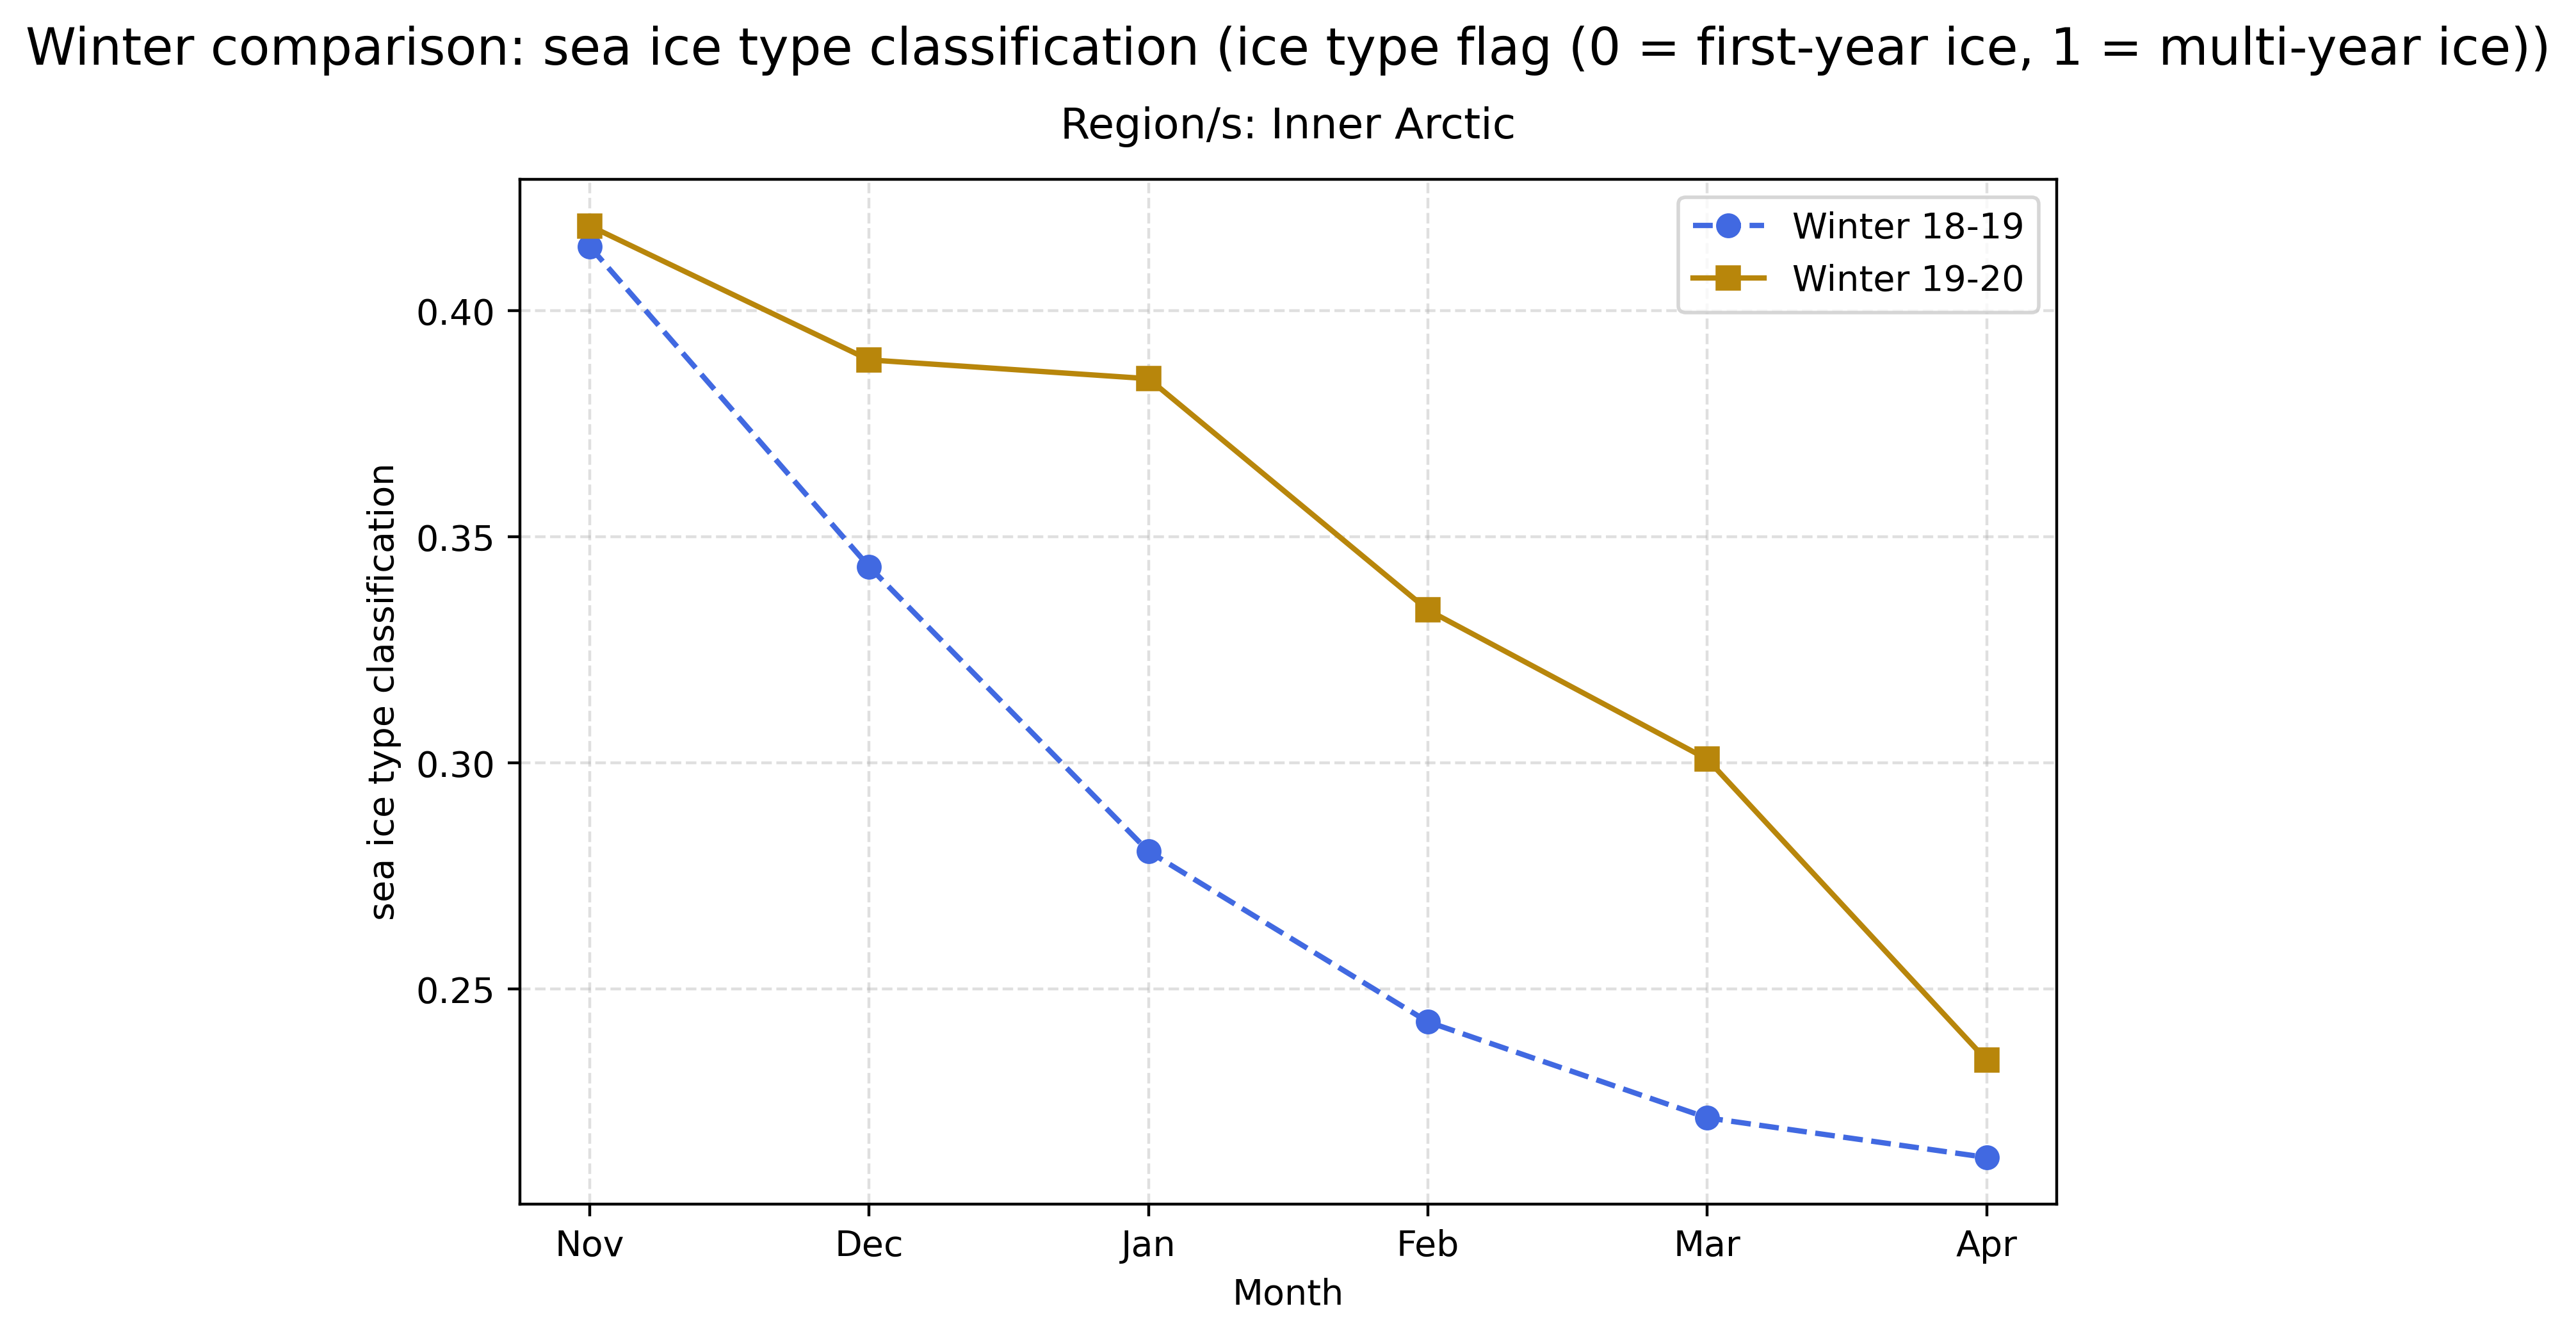 Winter comparison: sea ice type classification (ice type flag (0 = first-year ice, 1 = multi-year ice))
Region/s: Inner Arctic
Winter 18-19
Winter 19-20
sea ice type classification
0.40
0.35
0.30
0.25
Nov Dec Jan Feb Mar Apr
Month